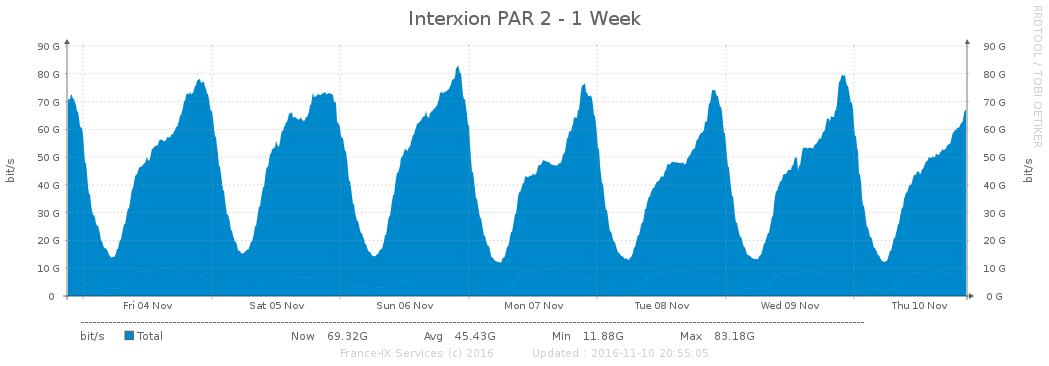 Interxion PAR 2 - 1 Week
RRDTOOL / TOBI OETIKER
90 G 90 G
80 G 80 G
70 G 70 G
60 G 60 G
50 G 50 G
40 G 40 G
30 G 30 G
20 G 20 G
10 G 10 G
0 0 G
bit/s bit/s
Fri 04 Nov Sat 05 Nov Sun 06 Nov Mon 07 Nov Tue 08 Nov Wed 09 Nov Thu 10 Nov
bit/s Total Now 69.32G Avg 45.43G Min 11.88G Max 83.18G
France-IX Services (c) 2016 Updated : 2016-11-10 20:55:05